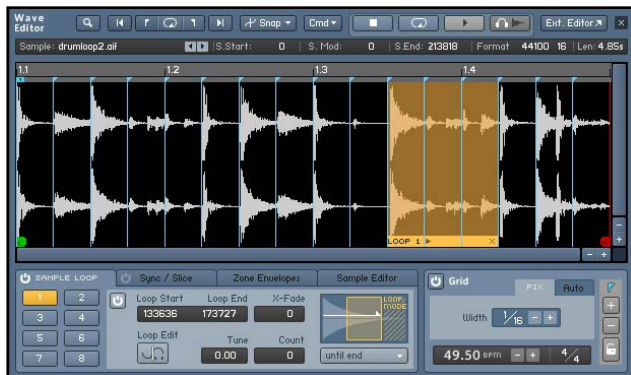 Wave Editor
Snap
Cmd
Ext. Editor
Sample: drumloop2.aif
S.Start: 0
S. Mod: 0
S.End: 213818
Format 44100 16
Len: 4.85s
1.1 1.2 1.3 1.4
LOOP 1 X
SAMPLE LOOP
Sync / Slice
Zone Envelopes
Sample Editor
1 2
3 4
5 6
7 8
Loop Start Loop End X-Fade
133636 173727 0
Loop Edit
Tune Count
0.00 0
LOOP MODE
until end
Grid
FIX
Auto
Width 1/16 - +
49.50 BPM - + 4/4